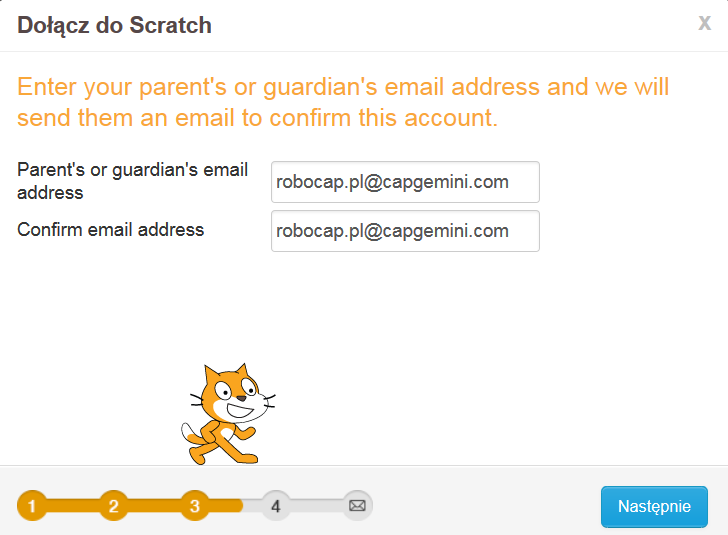 Dołącz do Scratch
x
Enter your parent's or guardian's email address and we will
send them an email to confirm this account.
Parent's or guardian's email
address
robocap.pl@capgemini.com
Confirm email address
robocap.pl@capgemini.com
1 2 3 4
Następnie